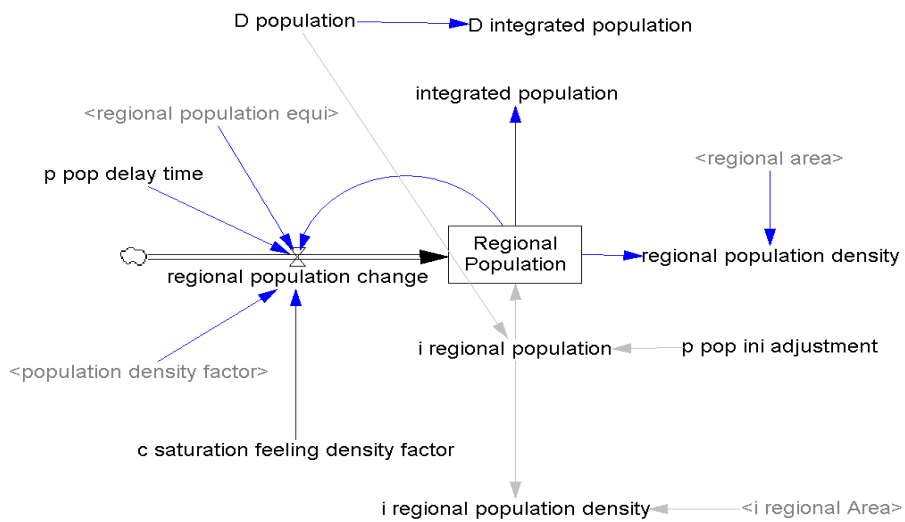 D population
D integrated population
integrated population
<regional population equi>
<regional area>
p pop delay time
Regional
Population
regional population density
regional population change
i regional population
p pop ini adjustment
<population density factor>
c saturation feeling density factor
i regional population density
<i regional Area>